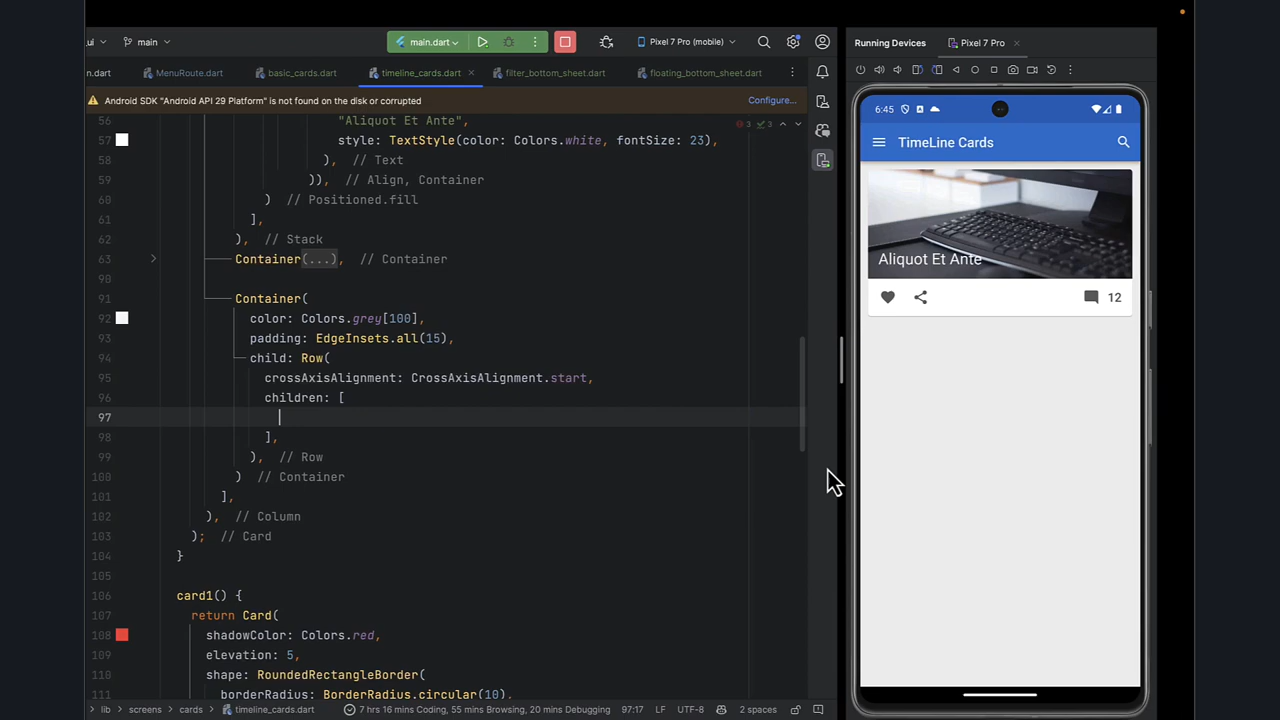 _ui main main.dart Pixel 7 Pro (mobile)
n.dart MenuRoute.dart basic_cards.dart timeline_cards.dart filter_bottom_sheet.dart floating_bottom_sheet.dart
Android SDK "Android API 29 Platform" is not found on the disk or corrupted Configure...
3 3
56 "Aliquot Et Ante",
57 style: TextStyle(color: Colors.white, fontSize: 23),
58 ), // Text
59 )), // Align, Container
60 ) // Positioned.fill
61 ],
62 ), // Stack
63 Container(...), // Container
90
91 Container(
92 color: Colors.grey[100],
93 padding: EdgeInsets.all(15),
94 child: Row(
95 crossAxisAlignment: CrossAxisAlignment.start,
96 children: [
97
98 ],
99 ), // Row
100 ) // Container
101 ],
102 ), // Column
103 ); // Card
104 }
105
106 card1() {
107 return Card(
108 shadowColor: Colors.red,
109 elevation: 5,
110 shape: RoundedRectangleBorder(
111 borderRadius: BorderRadius.circular(10),
lib > screens > cards > timeline_cards.dart 7 hrs 16 mins Coding, 55 mins Browsing, 20 mins Debugging 97:17 LF UTF-8 2 spaces
Running Devices Pixel 7 Pro
6:45
TimeLine Cards
Aliquot Et Ante
12